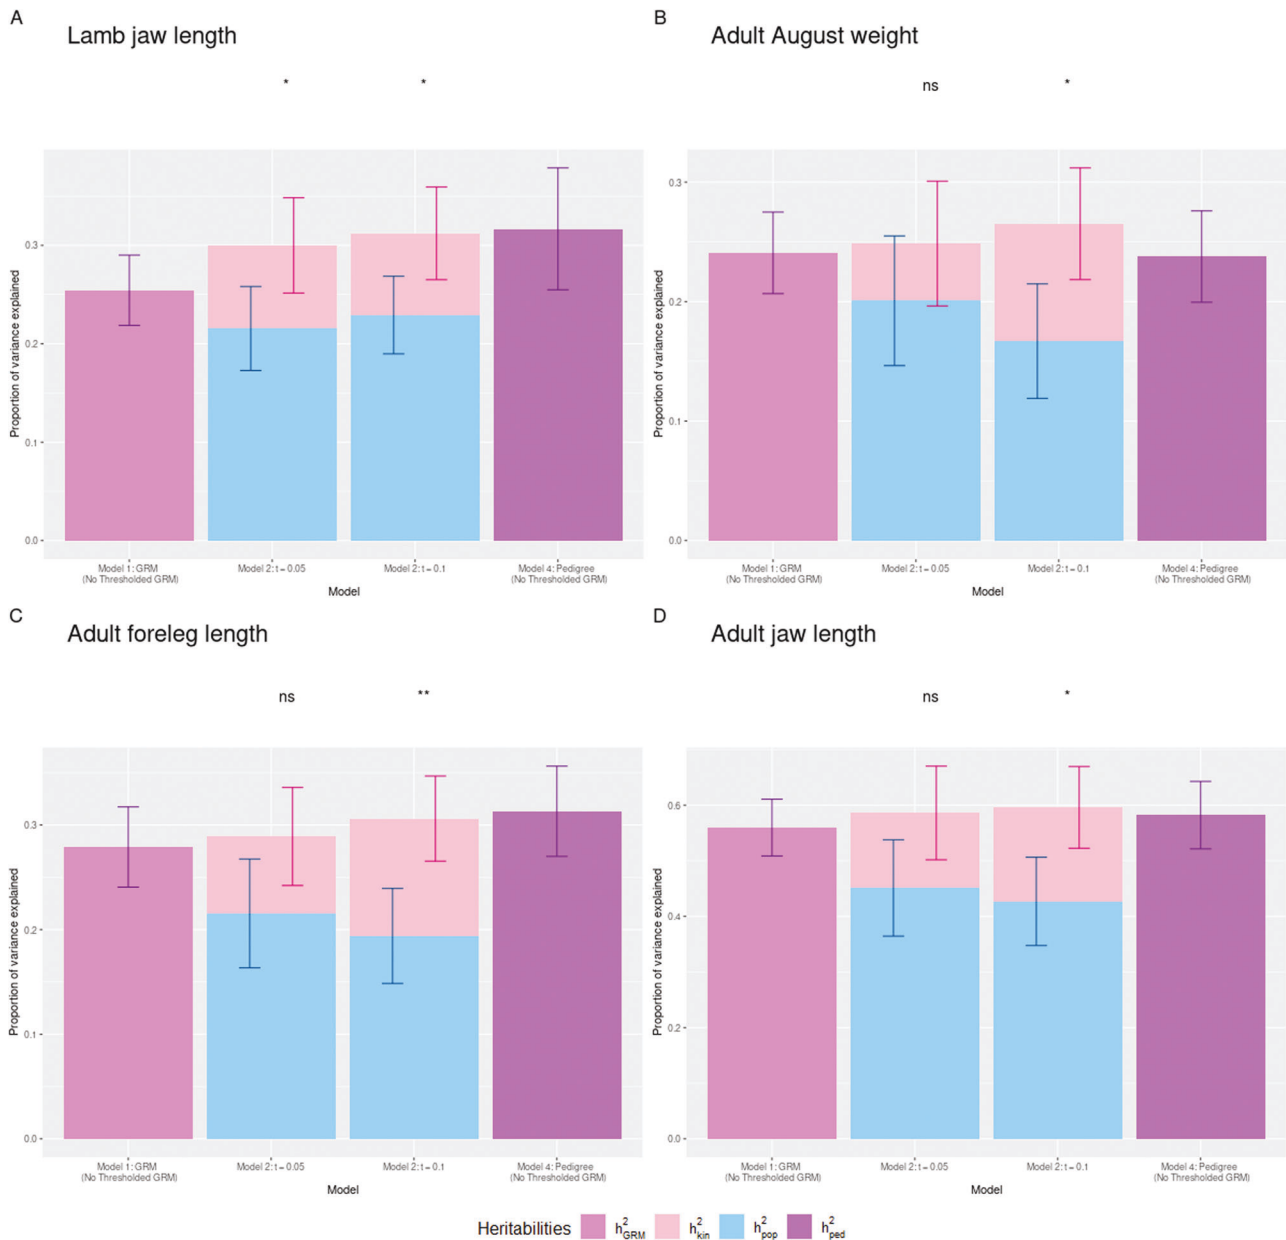 A
Lamb jaw length
* *
Proportion of variance explained
0.3
0.2
0.1
0.0
Model 1: GRM
(No Thresholded GRM)
Model 2: t = 0.05
Model 2: t = 0.1
Model 4: Pedigree
(No Thresholded GRM)
Model
B
Adult August weight
ns *
Proportion of variance explained
0.3
0.2
0.1
0.0
Model 1: GRM
(No Thresholded GRM)
Model 2: t = 0.05
Model 2: t = 0.1
Model 4: Pedigree
(No Thresholded GRM)
Model
C
Adult foreleg length
ns **
Proportion of variance explained
0.3
0.2
0.1
0.0
Model 1: GRM
(No Thresholded GRM)
Model 2: t = 0.05
Model 2: t = 0.1
Model 4: Pedigree
(No Thresholded GRM)
Model
D
Adult jaw length
ns *
Proportion of variance explained
0.6
0.4
0.2
0.0
Model 1: GRM
(No Thresholded GRM)
Model 2: t = 0.05
Model 2: t = 0.1
Model 4: Pedigree
(No Thresholded GRM)
Model
Heritabilities h²GRM h²kin h²pop h²ped